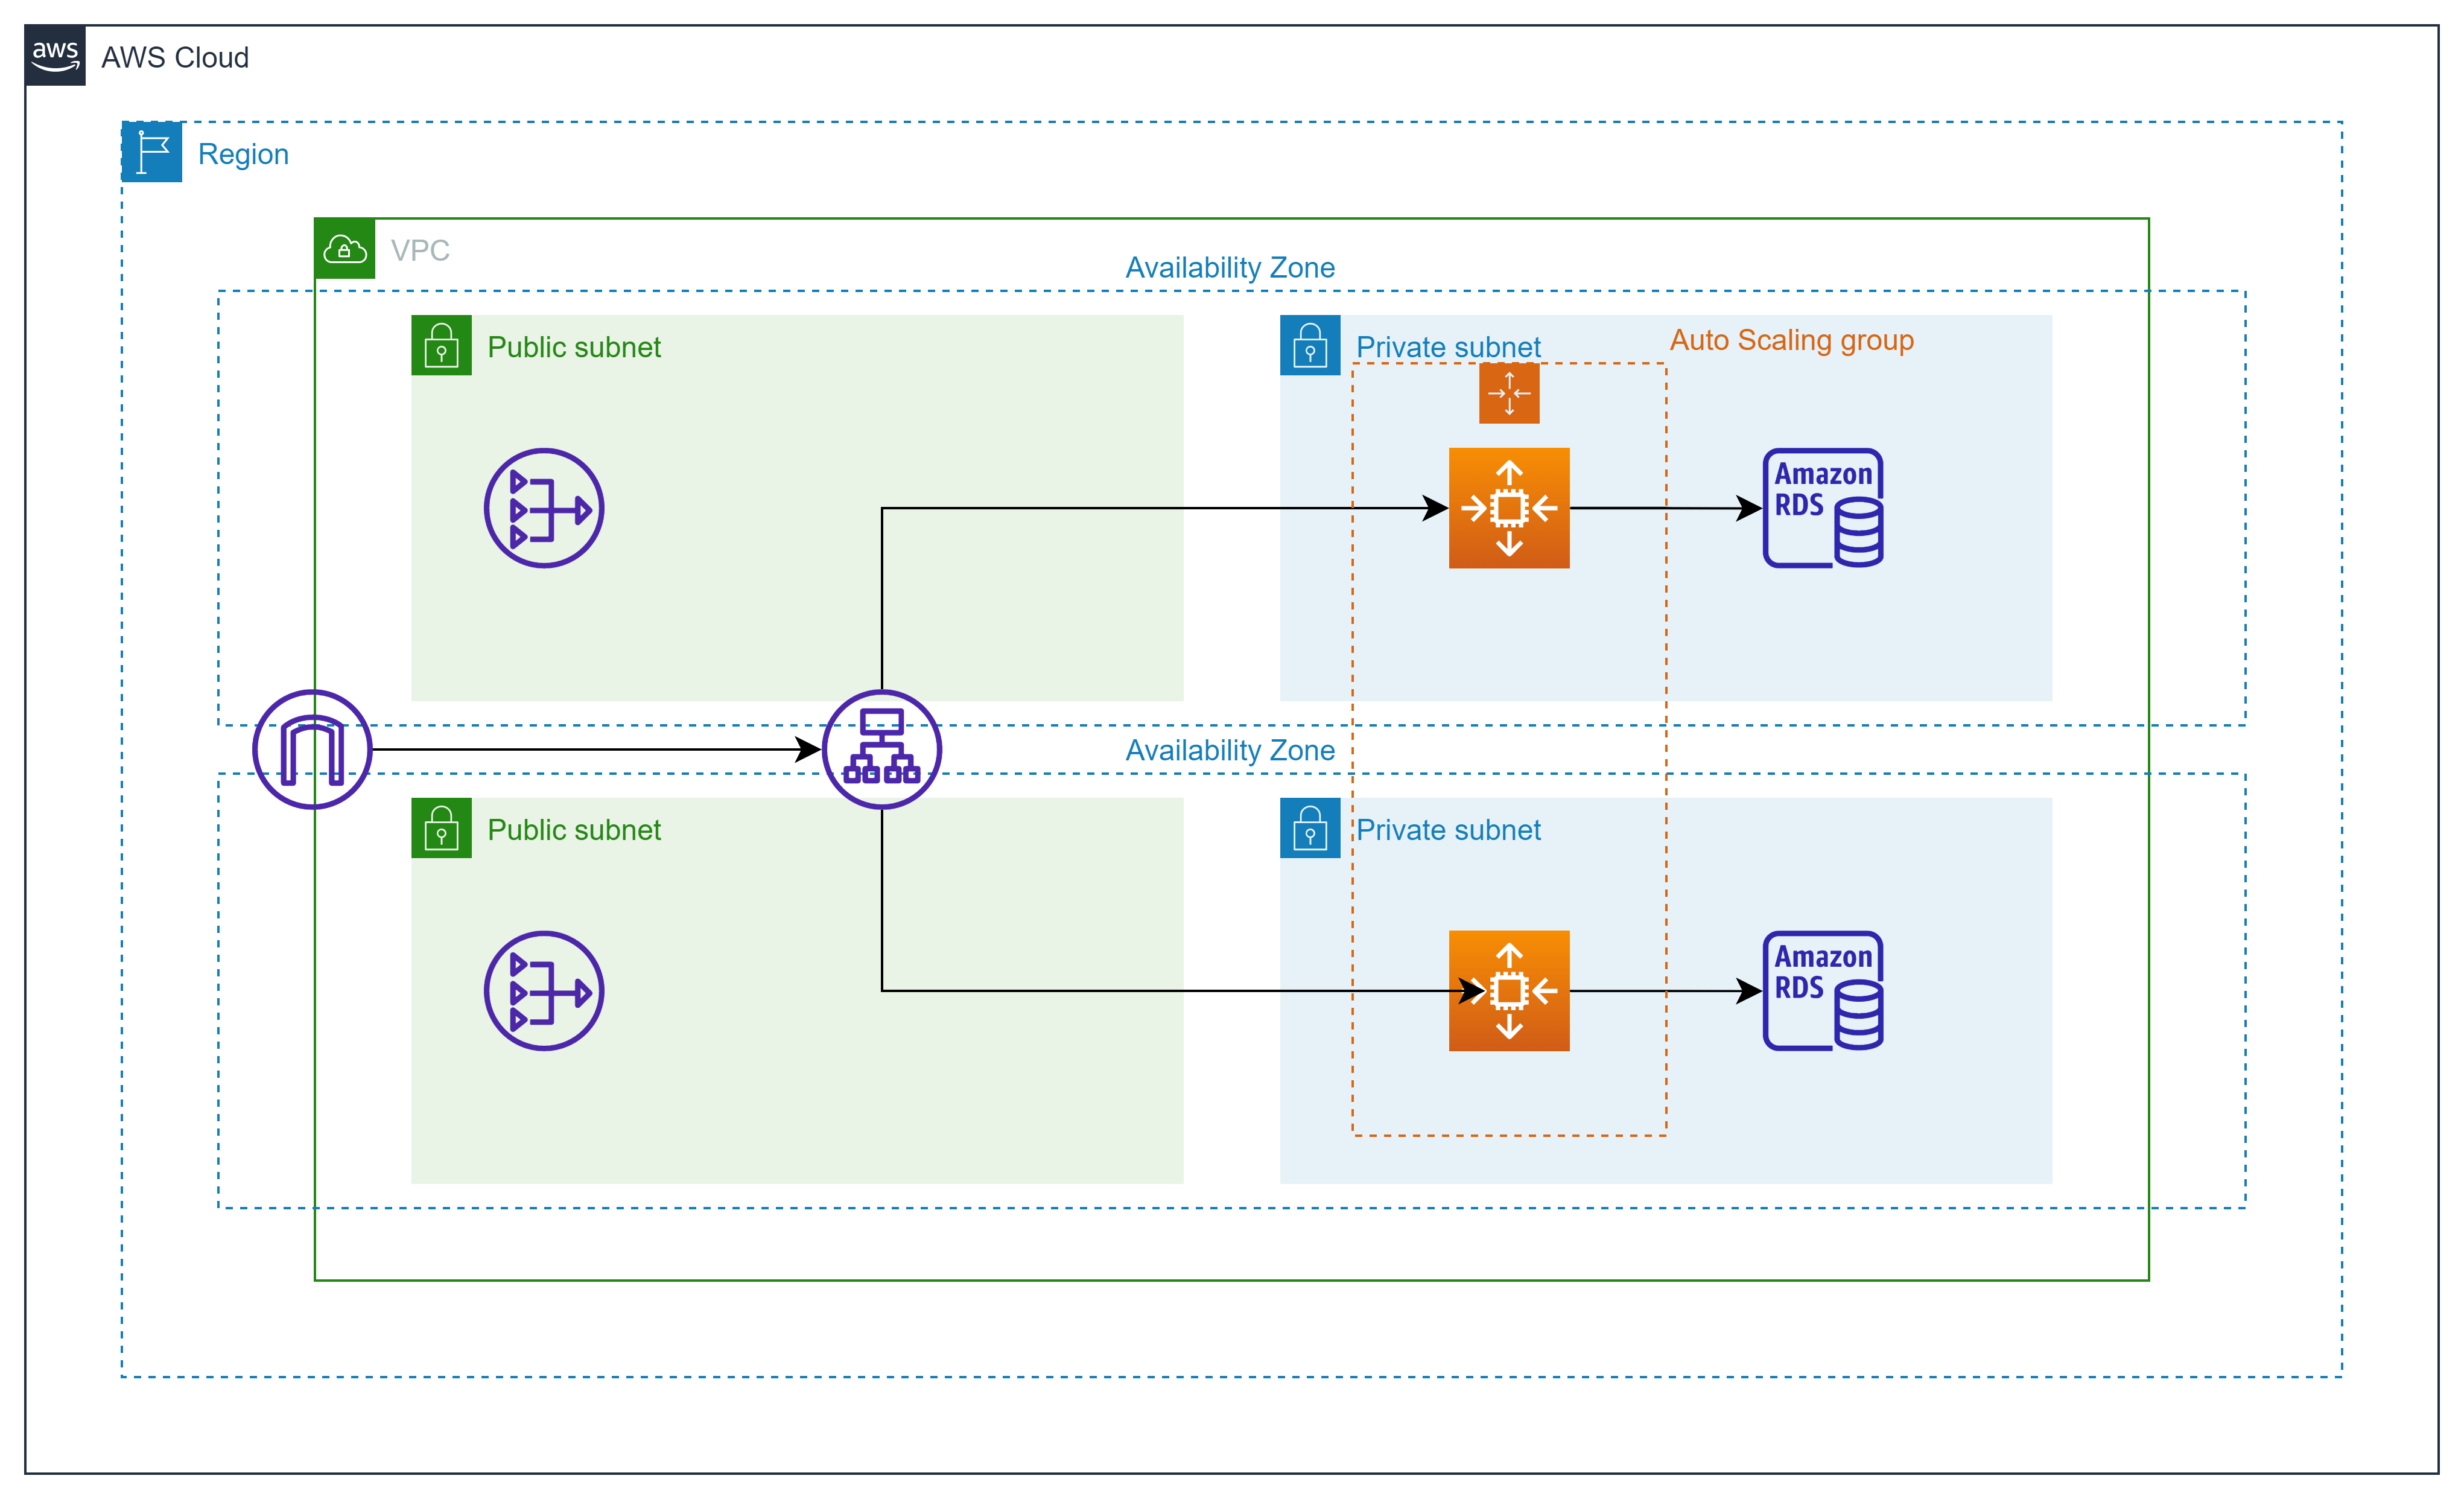 aws
AWS Cloud
Region
VPC
Availability Zone
Public subnet
Private subnet
Auto Scaling group
Amazon
RDS
Availability Zone
Public subnet
Private subnet
Amazon
RDS